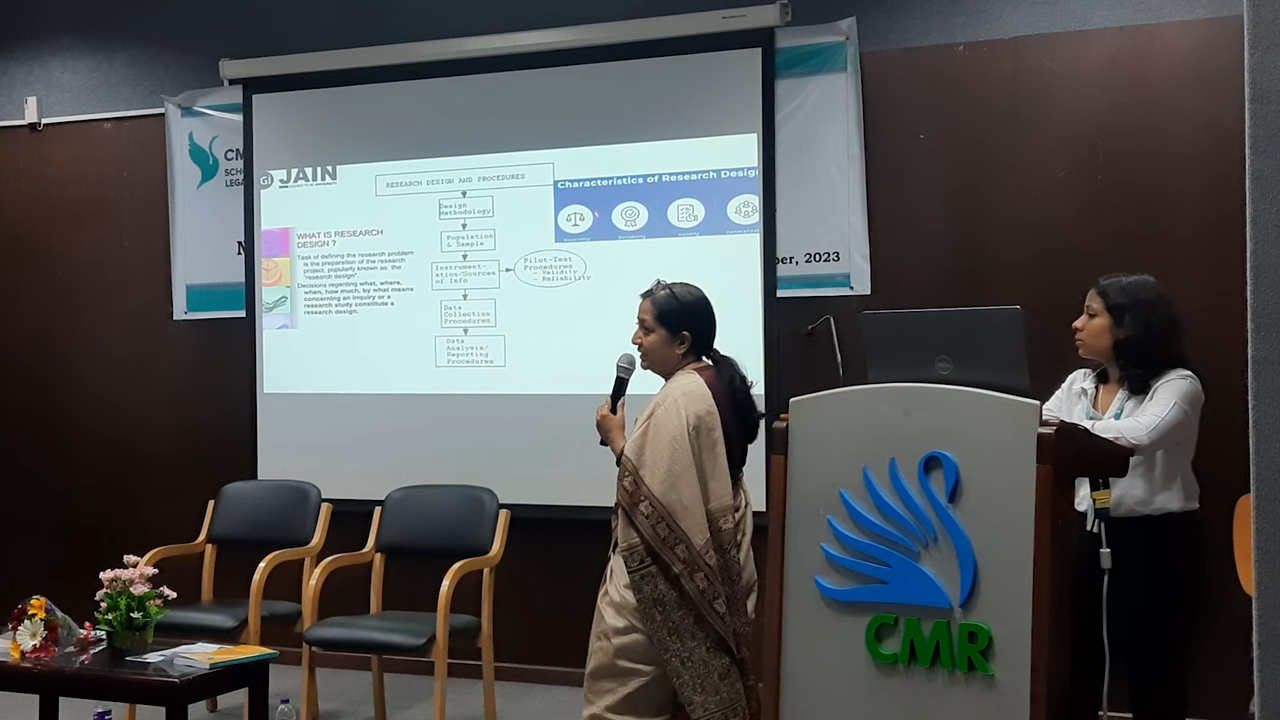 CM
SCHO
LEGA
N
ber, 2023
JAIN
WHAT IS RESEARCH
DESIGN ?
Task of defining the research problem
is the preparation of the research
project, popularly known as the
"research design"
Decisions regarding what, where,
when, how much, by what means
concerning an inquiry or a
research study constitute a
research design.
RESEARCH DESIGN AND PROCEDURES
Design
Methodology
Population
& Sample
Instrument-
ation/Sources
of Info
Pilot-Test
Procedures
- Validity
- Reliability
Data
Collection
Procedures
Data
Analysis/
Reporting
Procedures
Characteristics of Research Desig
Neutrality
Reliability
Validity
DELL
CMR